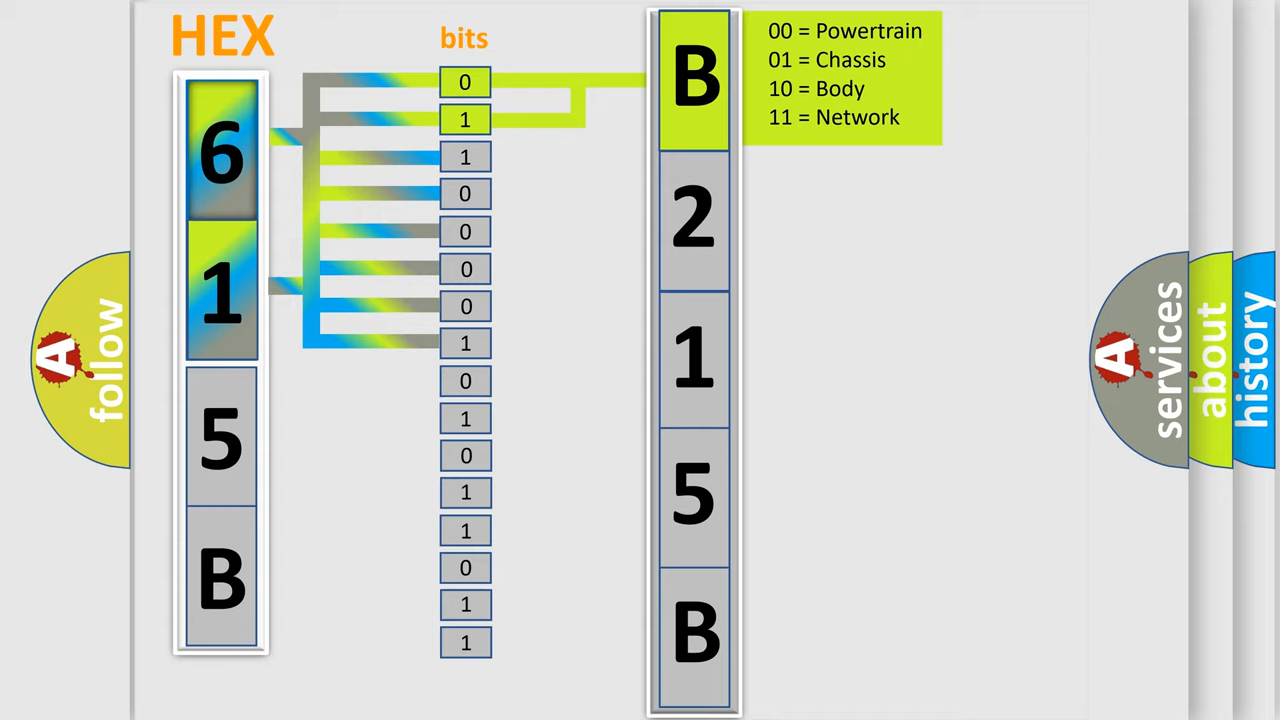 HEX
bits
6
1
5
B
0
1
1
0
0
0
0
1
0
1
0
1
1
0
1
1
B
2
1
5
B
00 = Powertrain
01 = Chassis
10 = Body
11 = Network
A
follow
A
services
about
history